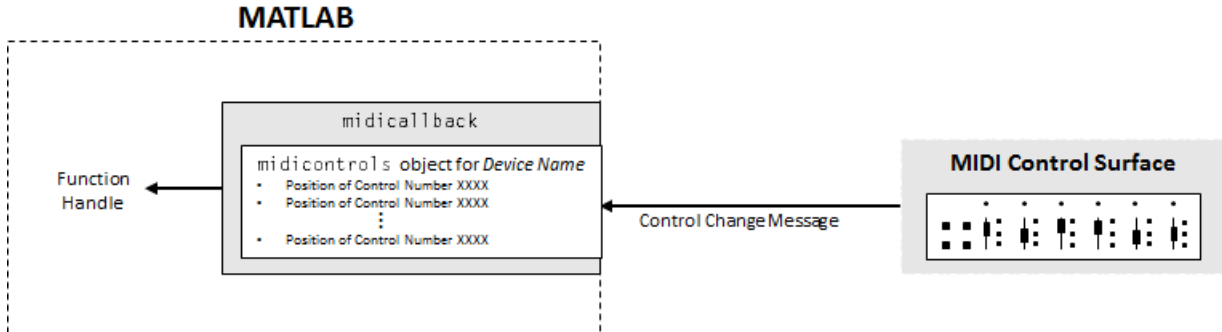 MATLAB
midicallback
midicontrols object for Device Name
• Position of Control Number XXXX
• Position of Control Number XXXX
⋮
• Position of Control Number XXXX
Function
Handle
Control Change Message
MIDI Control Surface